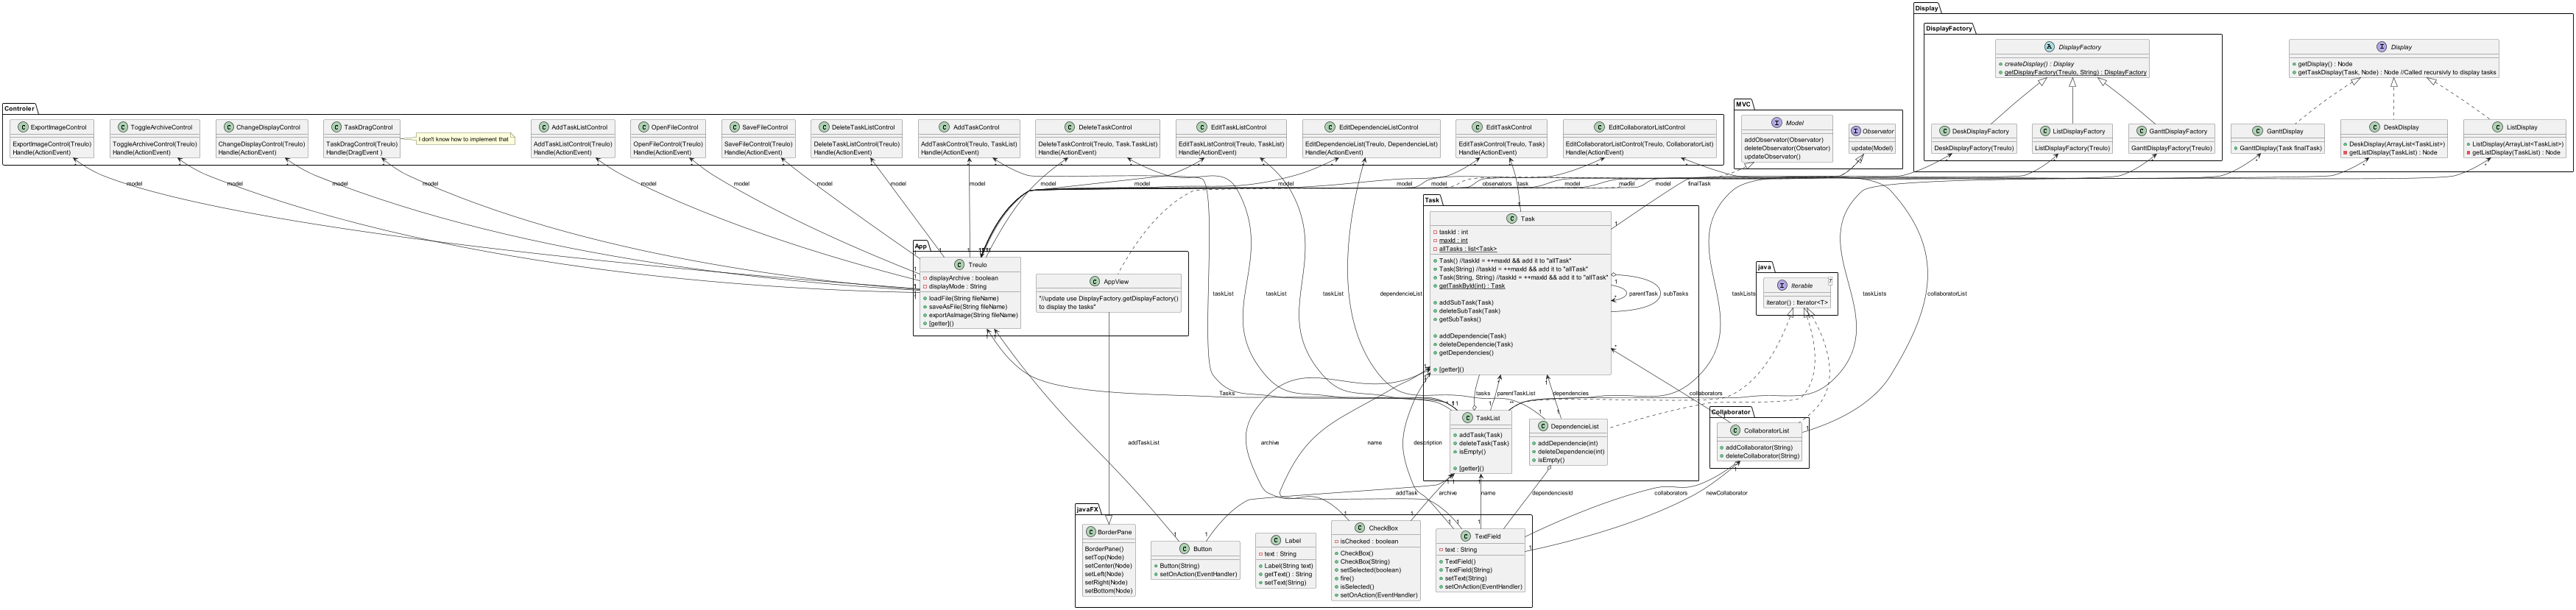 Display
DisplayFactory
A DisplayFactory
createDisplay() : Display
getDisplayFactory(Treulo, String) : DisplayFactory
I Display
getDisplay() : Node
getTaskDisplay(Task, Node) : Node //Called recursivly to display tasks
C DeskDisplayFactory
DeskDisplayFactory(Treulo)
C ListDisplayFactory
ListDisplayFactory(Treulo)
C GanttDisplayFactory
GanttDisplayFactory(Treulo)
C GanttDisplay
GanttDisplay(Task finalTask)
C DeskDisplay
DeskDisplay(ArrayList<TaskList>)
getListDisplay(TaskList) : Node
C ListDisplay
ListDisplay(ArrayList<TaskList>)
getListDisplay(TaskList) : Node
Controler
C ExportImageControl
ExportImageControl(Treulo)
Handle(ActionEvent)
C ToggleArchiveControl
ToggleArchiveControl(Treulo)
Handle(ActionEvent)
C ChangeDisplayControl
ChangeDisplayControl(Treulo)
Handle(ActionEvent)
C TaskDragControl
TaskDragControl(Treulo)
Handle(DragEvent )
I don't know how to implement that
C AddTaskListControl
AddTaskListControl(Treulo)
Handle(ActionEvent)
C OpenFileControl
OpenFileControl(Treulo)
Handle(ActionEvent)
C SaveFileControl
SaveFileControl(Treulo)
Handle(ActionEvent)
C DeleteTaskListControl
DeleteTaskListControl(Treulo)
Handle(ActionEvent)
C AddTaskControl
AddTaskControl(Treulo, TaskList)
Handle(ActionEvent)
C DeleteTaskControl
DeleteTaskControl(Treulo, Task.TaskList)
Handle(ActionEvent)
C EditTaskListControl
EditTaskListControl(Treulo, TaskList)
Handle(ActionEvent)
C EditDependencieListControl
EditDependencieList(Treulo, DependencieList)
Handle(ActionEvent)
C EditTaskControl
EditTaskControl(Treulo, Task)
Handle(ActionEvent)
C EditCollaboratorListControl
EditCollaboratorListControl(Treulo, CollaboratorList)
Handle(ActionEvent)
MVC
I Model
addObservator(Observator)
deleteObservator(Observator)
updateObservator()
I Observator
update(Model)
model
model
model
model
model
model
model
model
model
model
model
model
model
model
observators
model
model
model
task
finalTask
App
C Treulo
displayArchive : boolean
displayMode : String
loadFile(String fileName)
saveAsFile(String fileName)
exportAsImage(String fileName)
[getter]()
C AppView
"//update use DisplayFactory.getDisplayFactory()
to display the tasks"
Task
C Task
taskId : int
maxId : int
allTasks : list<Task>
Task() //taskId = ++maxId && add it to "allTask"
Task(String) //taskId = ++maxId && add it to "allTask"
Task(String, String) //taskId = ++maxId && add it to "allTask"
getTaskById(int) : Task
addSubTask(Task)
deleteSubTask(Task)
getSubTasks()
addDependencie(Task)
deleteDependencie(Task)
getDependencies()
[getter]()
parentTask
subTasks
java
I Iterable
T
iterator() : Iterator<T>
taskList
taskList
taskList
dependencieList
taskLists
taskLists
collaboratorList
Tasks
tasks
parentTaskList
dependencies
collaborators
C TaskList
addTask(Task)
deleteTask(Task)
isEmpty()
[getter]()
C DependencieList
addDependencie(int)
deleteDependencie(int)
isEmpty()
Collaborator
C CollaboratorList
addCollaborator(String)
deleteCollaborator(String)
addTaskList
archive
name
description
addTask
archive
name
dependenciesId
collaborators
newCollaborator
javaFX
C BorderPane
BorderPane()
setTop(Node)
setCenter(Node)
setLeft(Node)
setRight(Node)
setBottom(Node)
C Button
Button(String)
setOnAction(EventHandler)
C Label
text : String
Label(String text)
getText() : String
setText(String)
C CheckBox
isChecked : boolean
CheckBox()
CheckBox(String)
setSelected(boolean)
fire()
isSelected()
setOnAction(EventHandler)
C TextField
text : String
TextField()
TextField(String)
setText(String)
setOnAction(EventHandler)